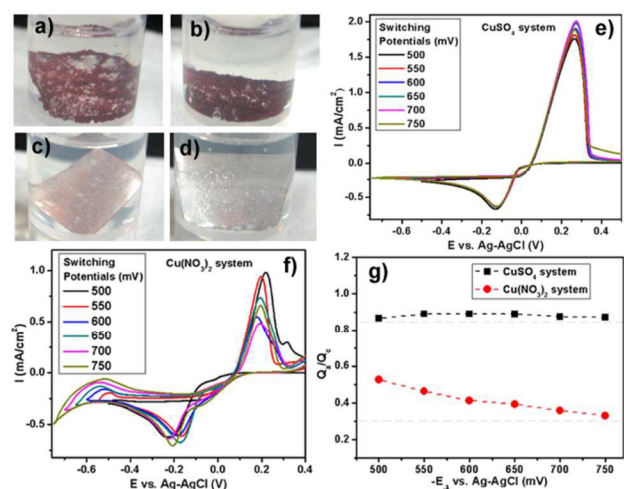 a)
b)
c)
d)
e)
CuSO4 system
Switching
Potentials (mV)
500
550
600
650
700
750
2.0
1.5
1.0
0.5
0.0
-0.5
I (mA/cm2)
-0.6 -0.4 -0.2 0.0 0.2 0.4
E vs. Ag-AgCl (V)
f)
Cu(NO3)2 system
Switching
Potentials (mV)
500
550
600
650
700
750
1.0
0.5
0.0
-0.5
I (mA/cm2)
-0.6 -0.4 -0.2 0.0 0.2 0.4
E vs. Ag-AgCl (V)
g)
CuSO4 system
Cu(NO3)2 system
1.2
1.0
0.8
0.6
0.4
0.2
Qa/Qc
500 550 600 650 700 750
-Eλ vs. Ag-AgCl (mV)